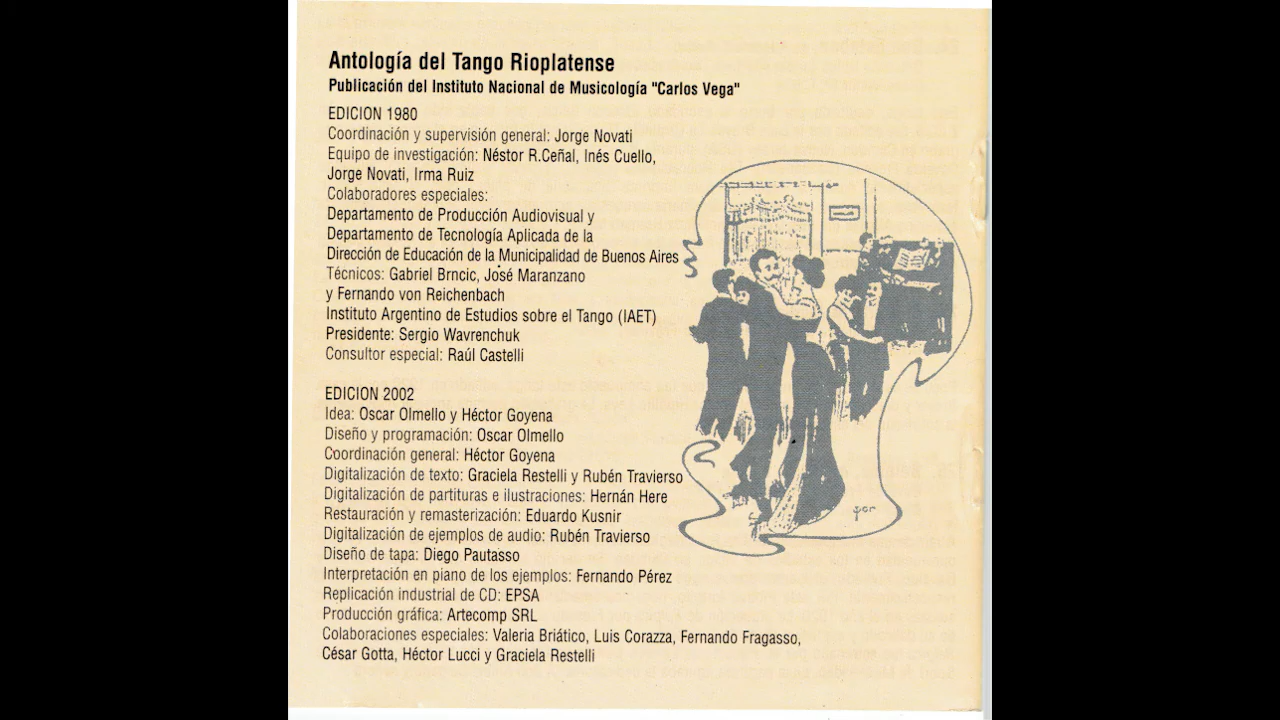 Antología del Tango Rioplatense
Publicación del Instituto Nacional de Musicología "Carlos Vega"
EDICION 1980
Coordinación y supervisión general: Jorge Novati
Equipo de investigación: Néstor R.Ceñal, Inés Cuello,
Jorge Novati, Irma Ruiz
Colaboradores especiales:
Departamento de Producción Audiovisual y
Departamento de Tecnología Aplicada de la
Dirección de Educación de la Municipalidad de Buenos Aires
Técnicos: Gabriel Brncic, José Maranzano
y Fernando von Reichenbach
Instituto Argentino de Estudios sobre el Tango (IAET)
Presidente: Sergio Wavrenchuk
Consultor especial: Raúl Castelli
EDICION 2002
Idea: Oscar Olmello y Héctor Goyena
Diseño y programación: Oscar Olmello
Coordinación general: Héctor Goyena
Digitalización de texto: Graciela Restelli y Rubén Travierso
Digitalización de partituras e ilustraciones: Hernán Here
Restauración y remasterización: Eduardo Kusnir
Digitalización de ejemplos de audio: Rubén Travierso
Diseño de tapa: Diego Pautasso
Interpretación en piano de los ejemplos: Fernando Pérez
Replicación industrial de CD: EPSA
Producción gráfica: Artecomp SRL
Colaboraciones especiales: Valeria Briático, Luis Corazza, Fernando Fragasso,
César Gotta, Héctor Lucci y Graciela Restelli